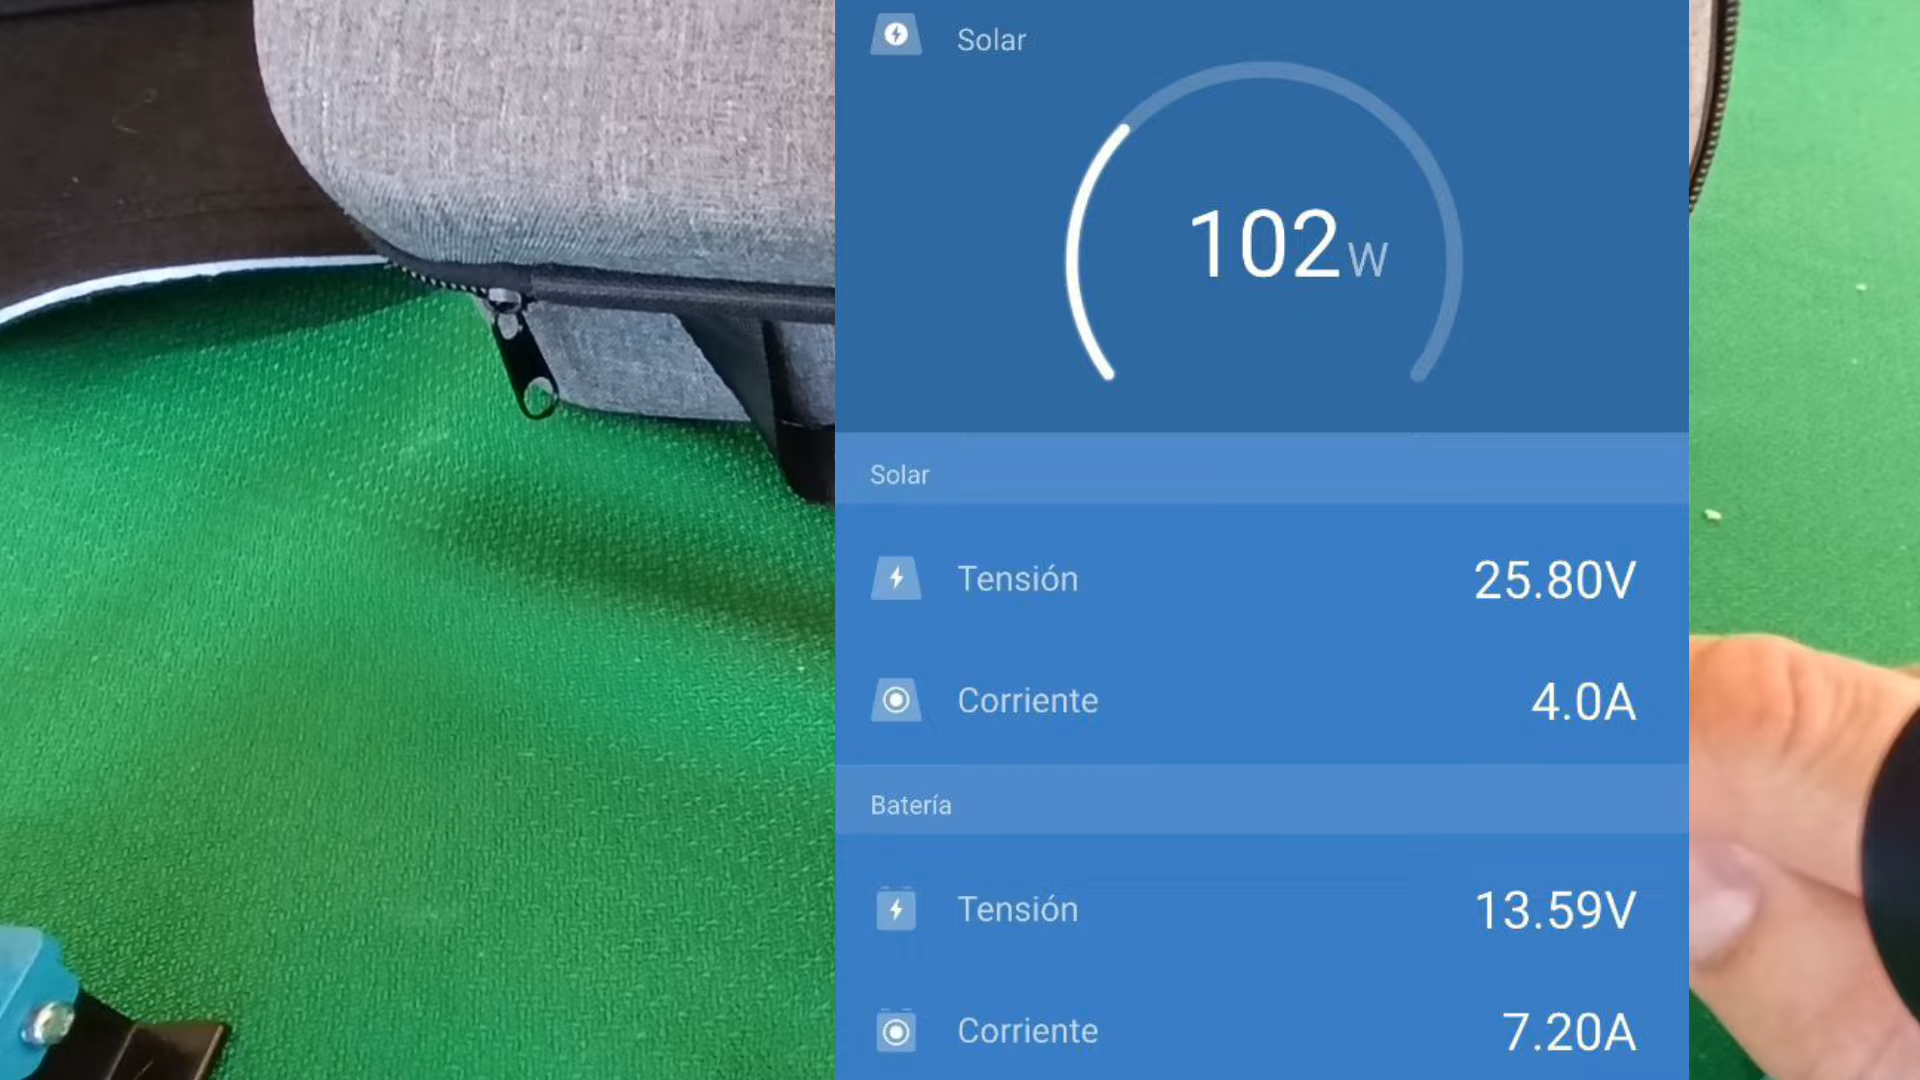 Solar
102W
Solar
Tensión 25.80V
Corriente 4.0A
Batería
Tensión 13.59V
Corriente 7.20A